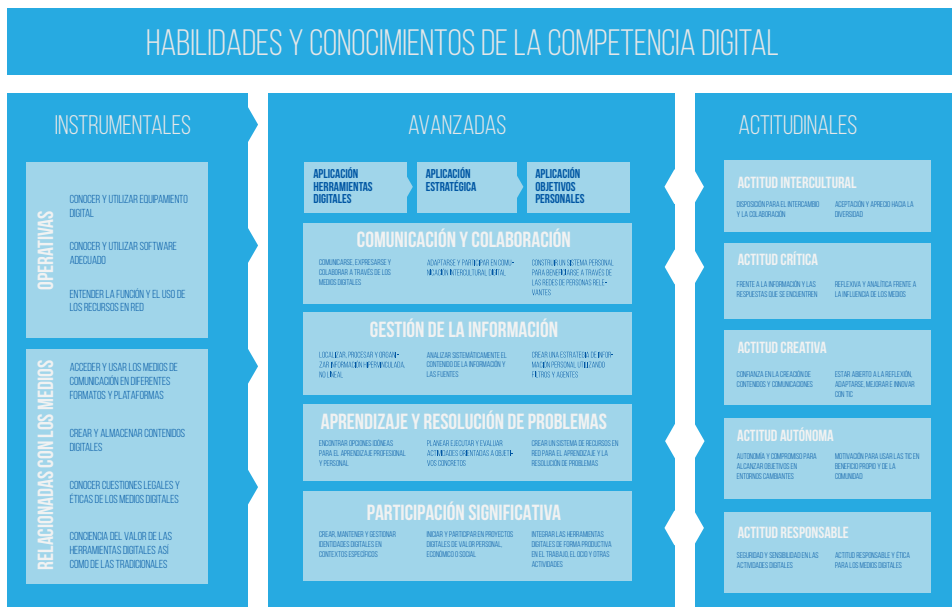 HABILIDADES Y CONOCIMIENTOS DE LA COMPETENCIA DIGITAL
INSTRUMENTALES
OPERATIVAS
CONOCER Y UTILIZAR EQUIPAMIENTO
DIGITAL
CONOCER Y UTILIZAR SOFTWARE
ADECUADO
ENTENDER LA FUNCIÓN Y EL USO DE
LOS RECURSOS EN RED
RELACIONADAS CON LOS MEDIOS
ACCEDER Y USAR LOS MEDIOS DE
COMUNICACIÓN EN DIFERENTES
FORMATOS Y PLATAFORMAS
CREAR Y ALMACENAR CONTENIDOS
DIGITALES
CONOCER CUESTIONES LEGALES Y
ÉTICAS DE LOS MEDIOS DIGITALES
CONCIENCIA DEL VALOR DE LAS
HERRAMIENTAS DIGITALES ASÍ
COMO DE LAS TRADICIONALES
AVANZADAS
APLICACIÓN
HERRAMIENTAS
DIGITALES
APLICACIÓN
ESTRATÉGICA
APLICACIÓN
OBJETIVOS
PERSONALES
COMUNICACIÓN Y COLABORACIÓN
COMUNICARSE, EXPRESARSE Y
COLABORAR A TRAVÉS DE LOS
MEDIOS DIGITALES
ADAPTARSE Y PARTICIPAR EN COMU-
NICACIÓN INTERCULTURAL DIGITAL
CONSTRUIR UN SISTEMA PERSONAL
PARA BENEFICIARSE A TRAVÉS DE
LAS REDES DE PERSONAS RELE-
VANTES
GESTIÓN DE LA INFORMACIÓN
LOCALIZAR, PROCESAR Y ORGANI-
ZAR INFORMACIÓN HIPERVINCULADA,
NO LINEAL
ANALIZAR SISTEMÁTICAMENTE EL
CONTENIDO DE LA INFORMACIÓN Y
LAS FUENTES
CREAR UNA ESTRATEGIA DE INFOR-
MACIÓN PERSONAL UTILIZANDO
FILTROS Y AGENTES
APRENDIZAJE Y RESOLUCIÓN DE PROBLEMAS
ENCONTRAR OPCIONES IDÓNEAS
PARA EL APRENDIZAJE PROFESIONAL
Y PERSONAL
PLANEAR EJECUTAR Y EVALUAR
ACTIVIDADES ORIENTADAS A OBJETI-
VOS CONCRETOS
CREAR UN SISTEMA DE RECURSOS EN
RED PARA EL APRENDIZAJE Y LA
RESOLUCIÓN DE PROBLEMAS
PARTICIPACIÓN SIGNIFICATIVA
CREAR, MANTENER Y GESTIONAR
IDENTIDADES DIGITALES EN
CONTEXTOS ESPECÍFICOS
INICIAR Y PARTICIPAR EN PROYECTOS
DIGITALES DE VALOR PERSONAL,
ECONÓMICO O SOCIAL
INTEGRAR LAS HERRAMIENTAS
DIGITALES DE FORMA PRODUCTIVA
EN EL TRABAJO, EL OCIO Y OTRAS
ACTIVIDADES
ACTITUDINALES
ACTITUD INTERCULTURAL
DISPOSICIÓN PARA EL INTERCAMBIO
Y LA COLABORACIÓN
ACEPTACIÓN Y APRECIO HACIA LA
DIVERSIDAD
ACTITUD CRÍTICA
FRENTE A LA INFORMACIÓN Y LAS
RESPUESTAS QUE SE ENCUENTREN
REFLEXIVA Y ANALÍTICA FRENTE A
LA INFLUENCIA DE LOS MEDIOS
ACTITUD CREATIVA
CONFIANZA EN LA CREACIÓN DE
CONTENIDOS Y COMUNICACIONES
ESTAR ABIERTO A LA REFLEXIÓN,
ADAPTARSE, MEJORAR E INNOVAR
CON TIC
ACTITUD AUTÓNOMA
AUTONOMÍA Y COMPROMISO PARA
ALCANZAR OBJETIVOS EN
ENTORNOS CAMBIANTES
MOTIVACIÓN PARA USAR LAS TIC EN
BENEFICIO PROPIO Y DE LA
COMUNIDAD
ACTITUD RESPONSABLE
SEGURIDAD Y SENSIBILIDAD EN LAS
ACTIVIDADES DIGITALES
ACTITUD RESPONSABLE Y ÉTICA
PARA LOS MEDIOS DIGITALES